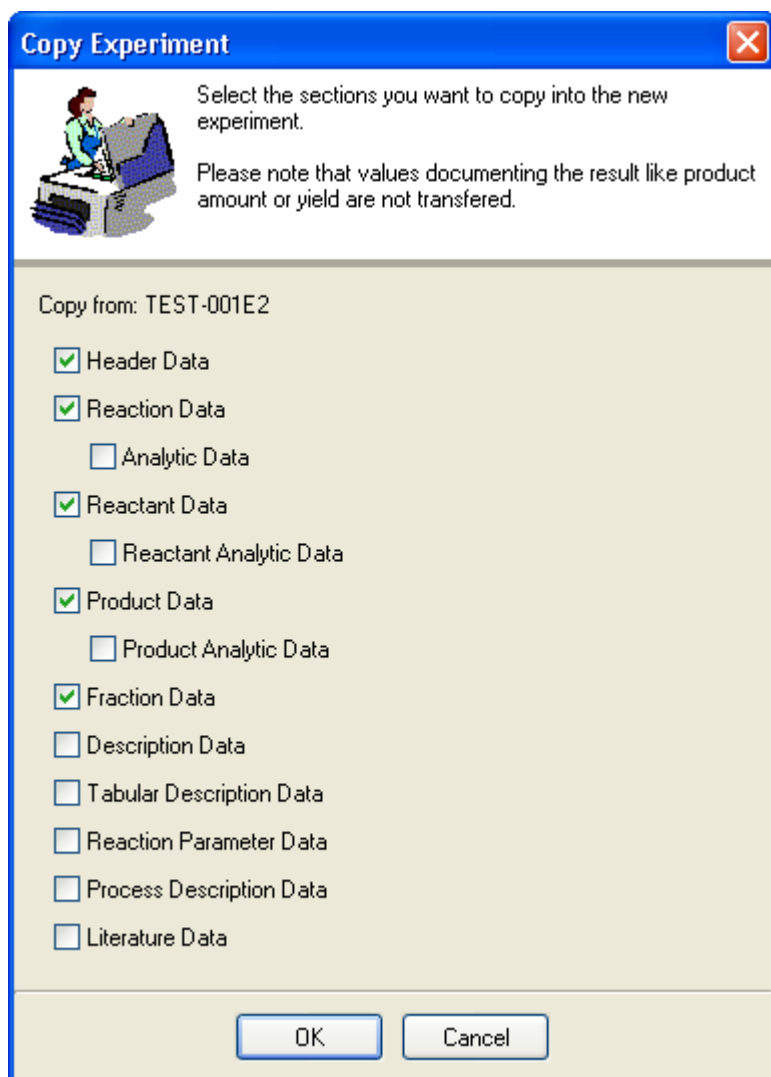 Copy Experiment
Select the sections you want to copy into the new
experiment.
Please note that values documenting the result like product
amount or yield are not transfered.
Copy from: TEST-001E2
Header Data
Reaction Data
Analytic Data
Reactant Data
Reactant Analytic Data
Product Data
Product Analytic Data
Fraction Data
Description Data
Tabular Description Data
Reaction Parameter Data
Process Description Data
Literature Data
OK
Cancel